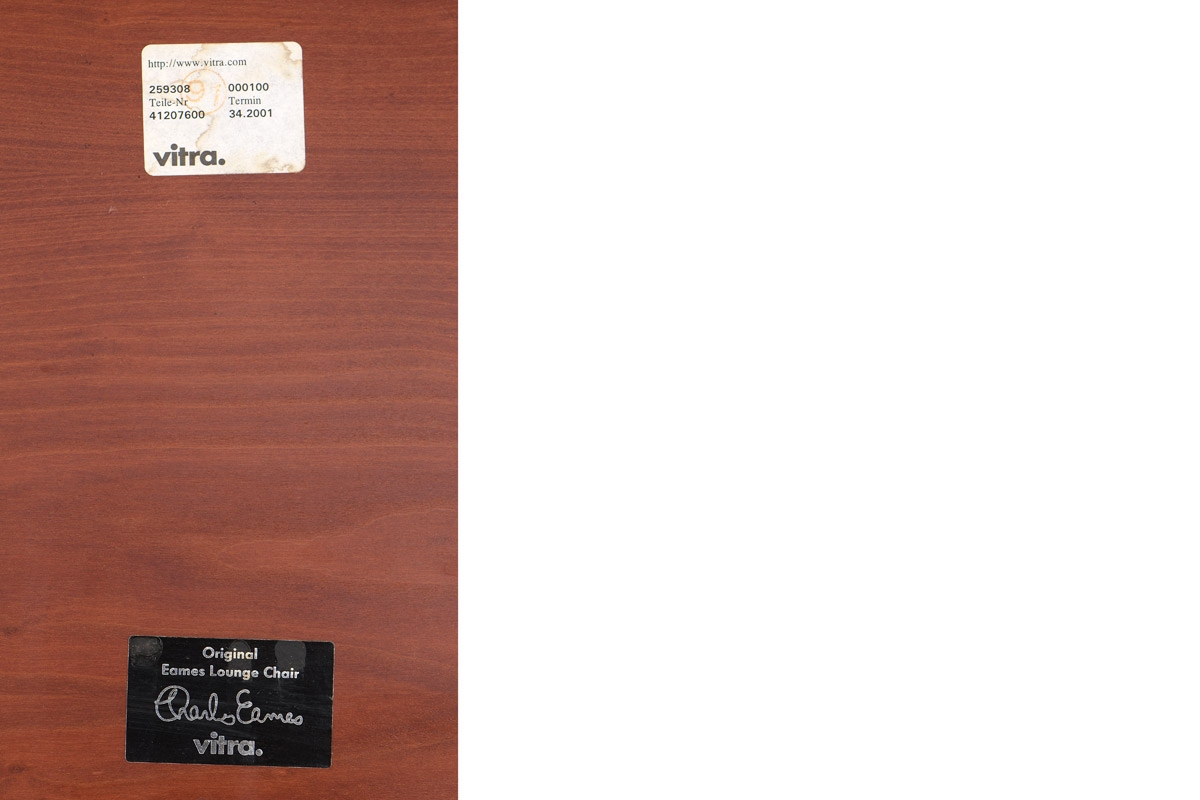 http://www.vitra.com
259308 000100
Teile-Nr Termin
41207600 34.2001
vitra.
Original
Eames Lounge Chair
Charles Eames
vitra.